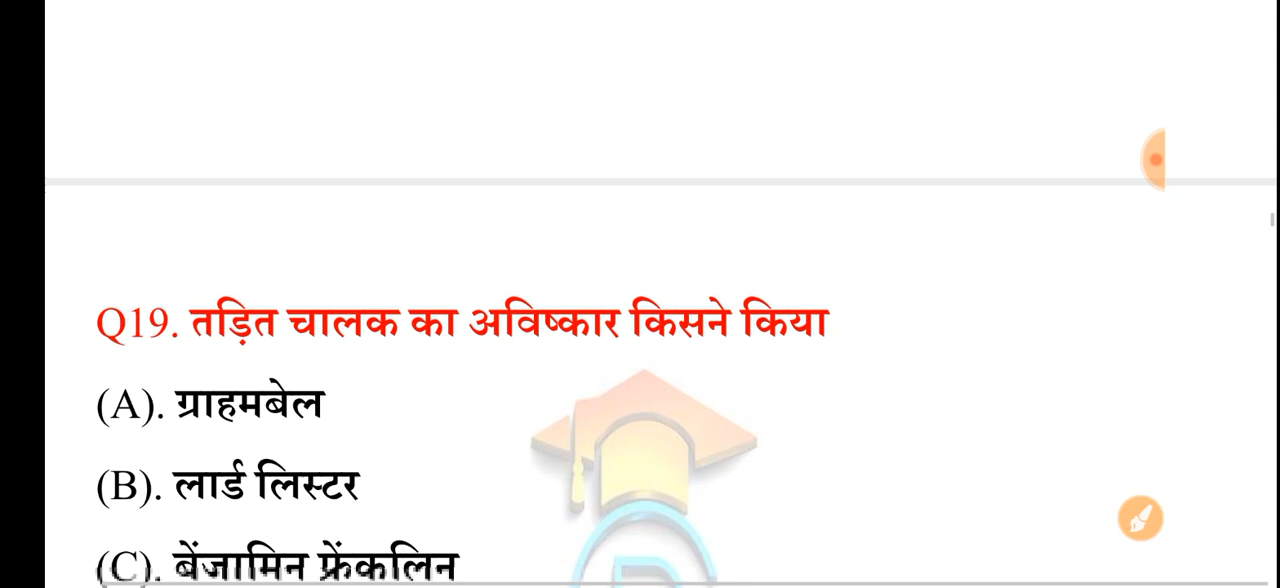 Q19. तड़ित चालक का अविष्कार किसने किया
(A). ग्राहमबेल
(B). लार्ड लिस्टर
(C). बेंजामिन फ्रेंकलिन